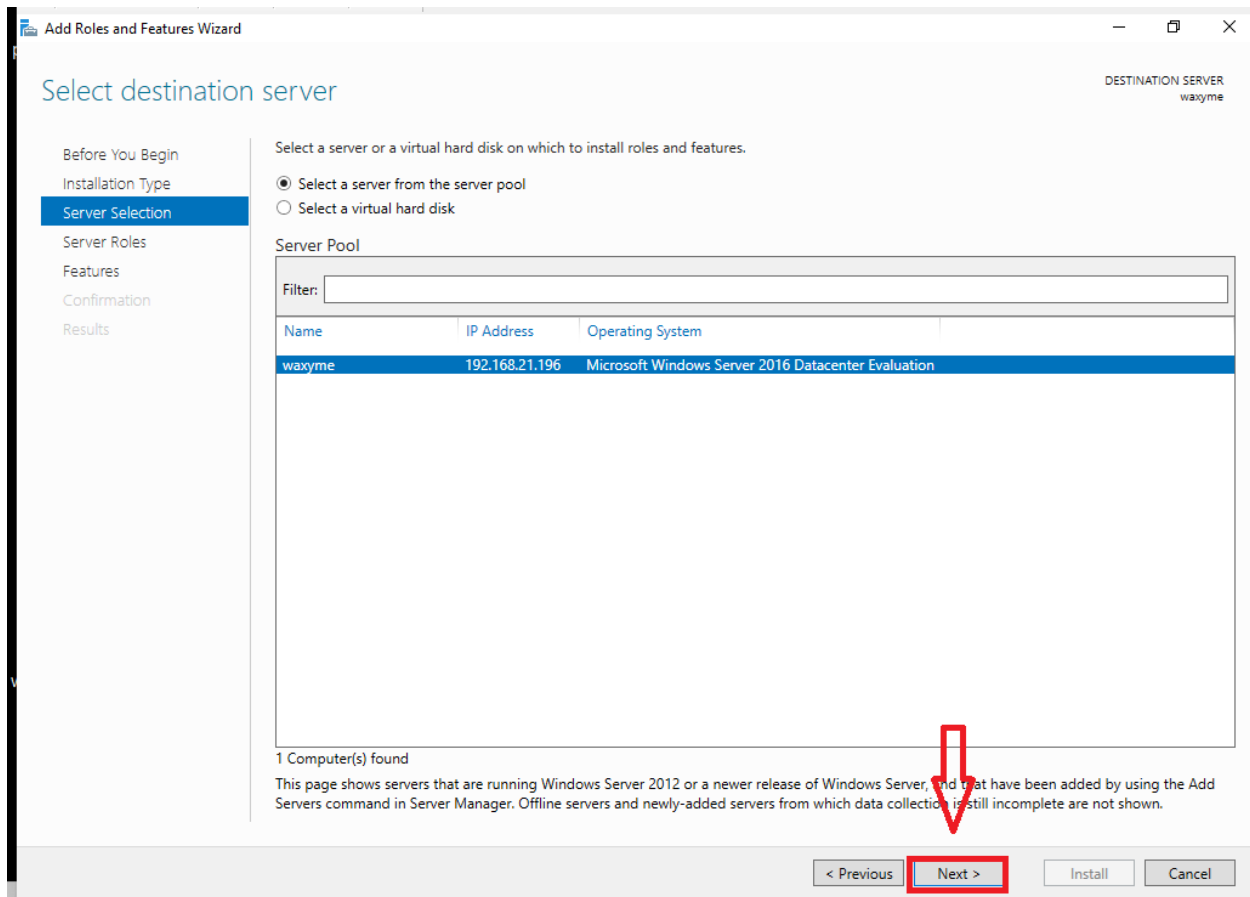 Add Roles and Features Wizard
Select destination server
DESTINATION SERVER
waxyme
Before You Begin
Installation Type
Server Selection
Server Roles
Features
Confirmation
Results
Select a server or a virtual hard disk on which to install roles and features.
Select a server from the server pool
Select a virtual hard disk
Server Pool
Filter:
Name IP Address Operating System
waxyme 192.168.21.196 Microsoft Windows Server 2016 Datacenter Evaluation
1 Computer(s) found
This page shows servers that are running Windows Server 2012 or a newer release of Windows Server, and that have been added by using the Add
Servers command in Server Manager. Offline servers and newly-added servers from which data collection is still incomplete are not shown.
< Previous Next > Install Cancel